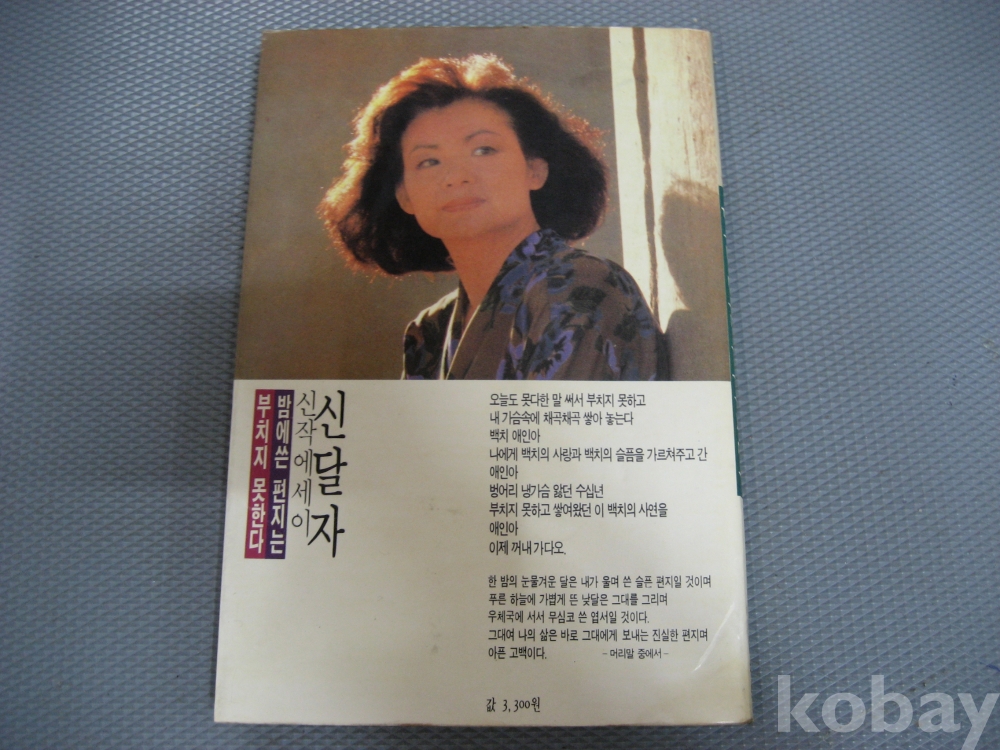 신달자
신작에세이
밤에쓴 편지는
부치지 못한다
오늘도 못다한 말 써서 부치지 못하고
내 가슴속에 채곡채곡 쌓아 놓는다
백치 애인아
나에게 백치의 사랑과 백치의 슬픔을 가르쳐주고 간
애인아
벙어리 냉가슴 앓던 수십년
부치지 못하고 쌓여왔던 이 백치의 사연을
애인아
이제 꺼내 가다오.
한 밤의 눈물겨운 달은 내가 울며 쓴 슬픈 편지일 것이며
푸른 하늘에 가볍게 뜬 낮달은 그대를 그리며
우체국에 서서 무심코 쓴 엽서일 것이다.
그대여 나의 삶은 바로 그대에게 보내는 진실한 편지며
아픈 고백이다. - 머리말 중에서 -
값 3,300원
kobay